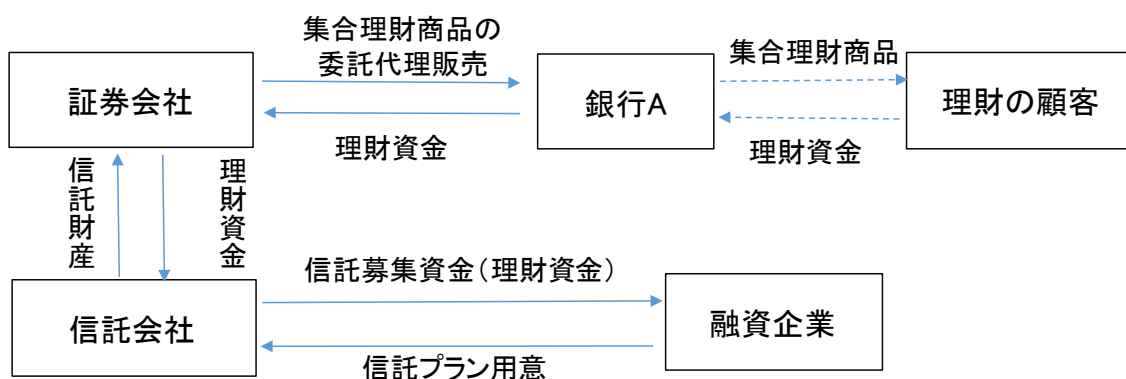 集合理財商品の
委託代理販売
集合理財商品
証券会社
銀行A
理財の顧客
理財資金
理財資金
信託財産
理財資金
信託募集資金（理財資金）
信託会社
融資企業
信託プラン用意